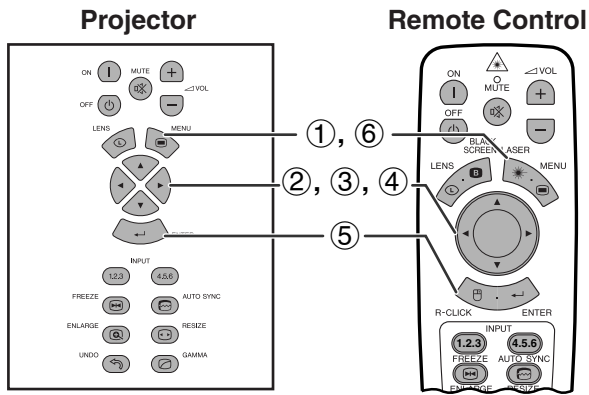 Projector
Remote Control
ON MUTE VOL
OFF
LENS MENU
L
ENTER
INPUT
1.2.3 4.5.6
FREEZE AUTO SYNC
ENLARGE RESIZE
UNDO GAMMA
①, ⑥
②, ③, ④
⑤
ON MUTE VOL
OFF
BLACK
SCREEN LASER
LENS B MENU
L
R-CLICK ENTER
INPUT
1.2.3 4.5.6
FREEZE AUTO SYNC
ENLARGE RESIZE